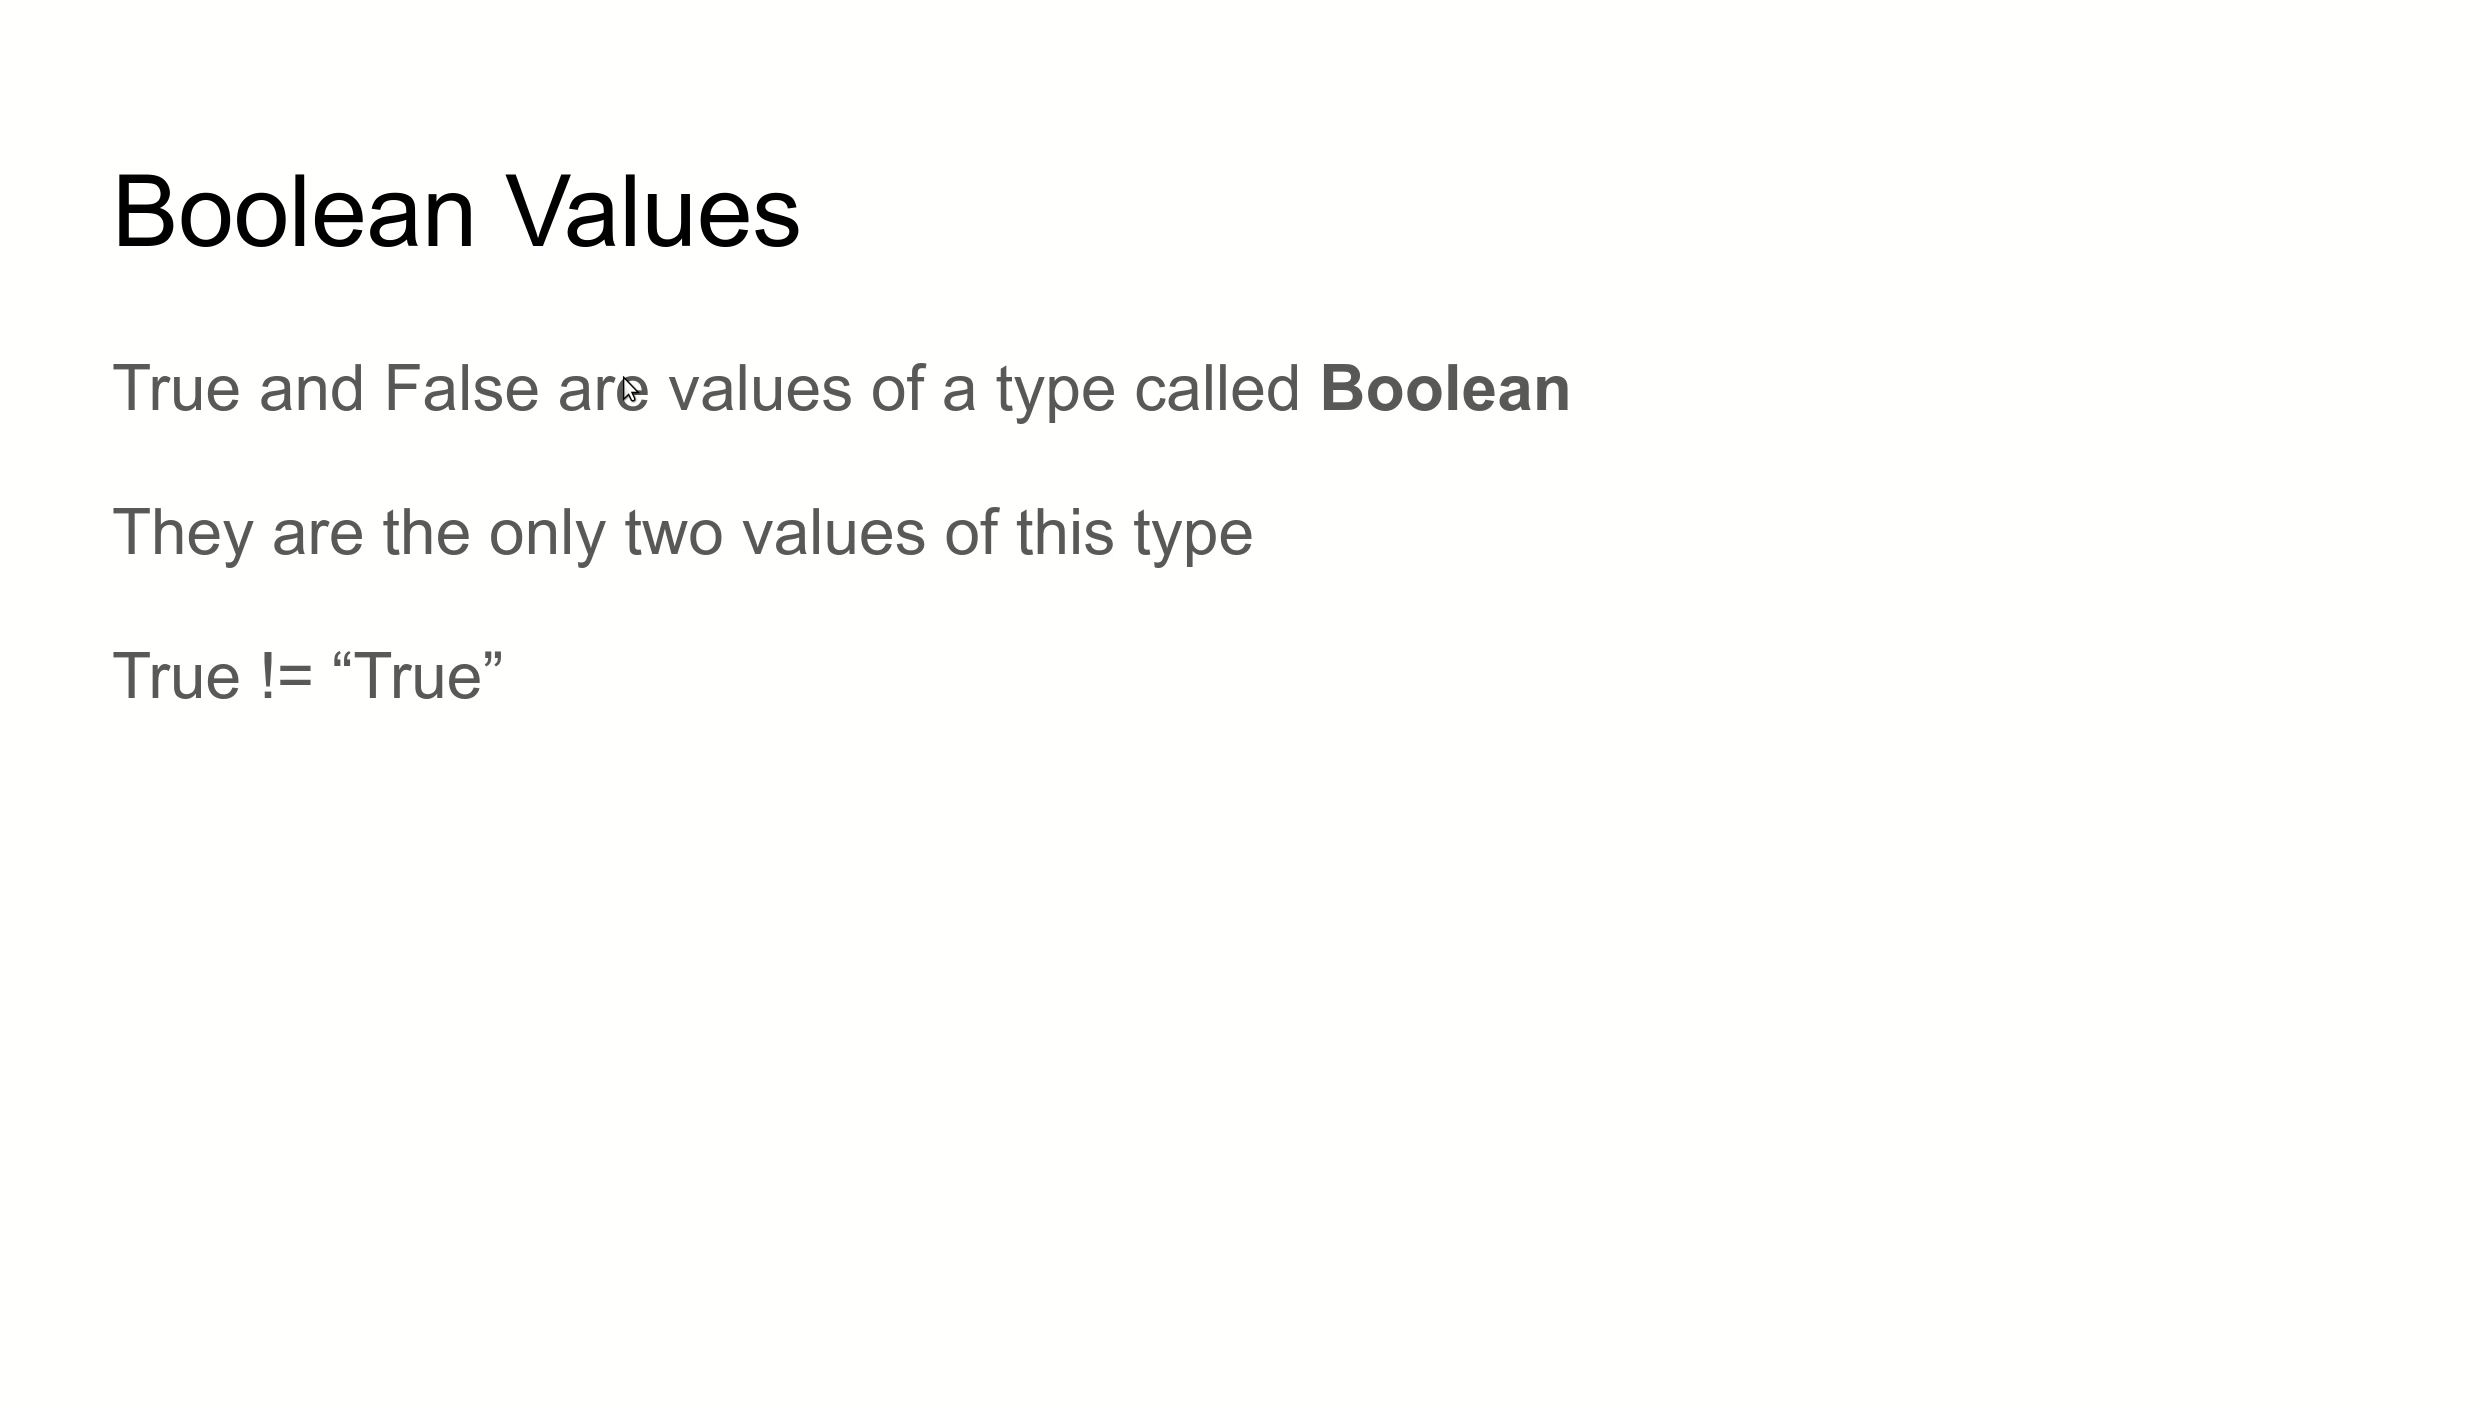 Boolean Values
True and False are values of a type called Boolean
They are the only two values of this type
True != “True”